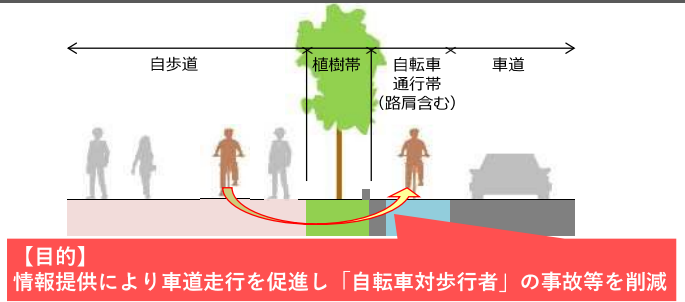 自歩道
植樹帯
自転車
通行帯
（路肩含む）
車道
【目的】
情報提供により車道走行を促進し「自転車対歩行者」の事故等を削減